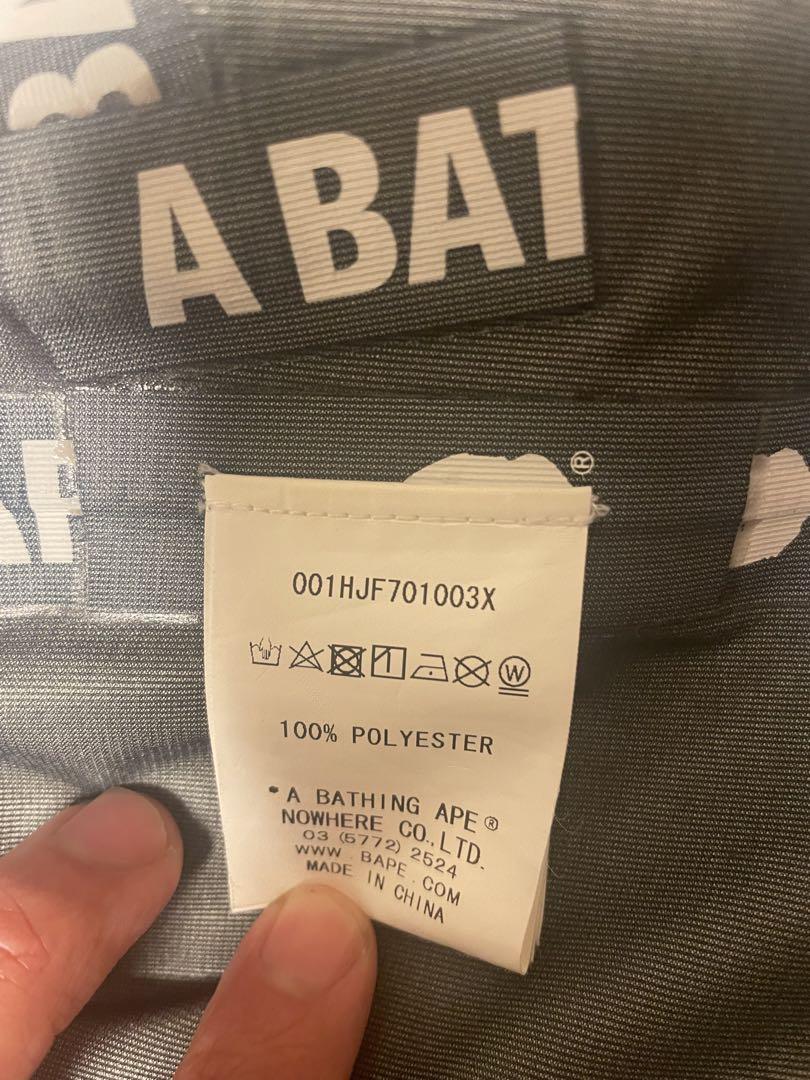 A BAT
®
001HJF701003X
W
100% POLYESTER
*A BATHING APE®
NOWHERE CO.,LTD.
03 (5772) 2524
WWW.BAPE.COM
MADE IN CHINA